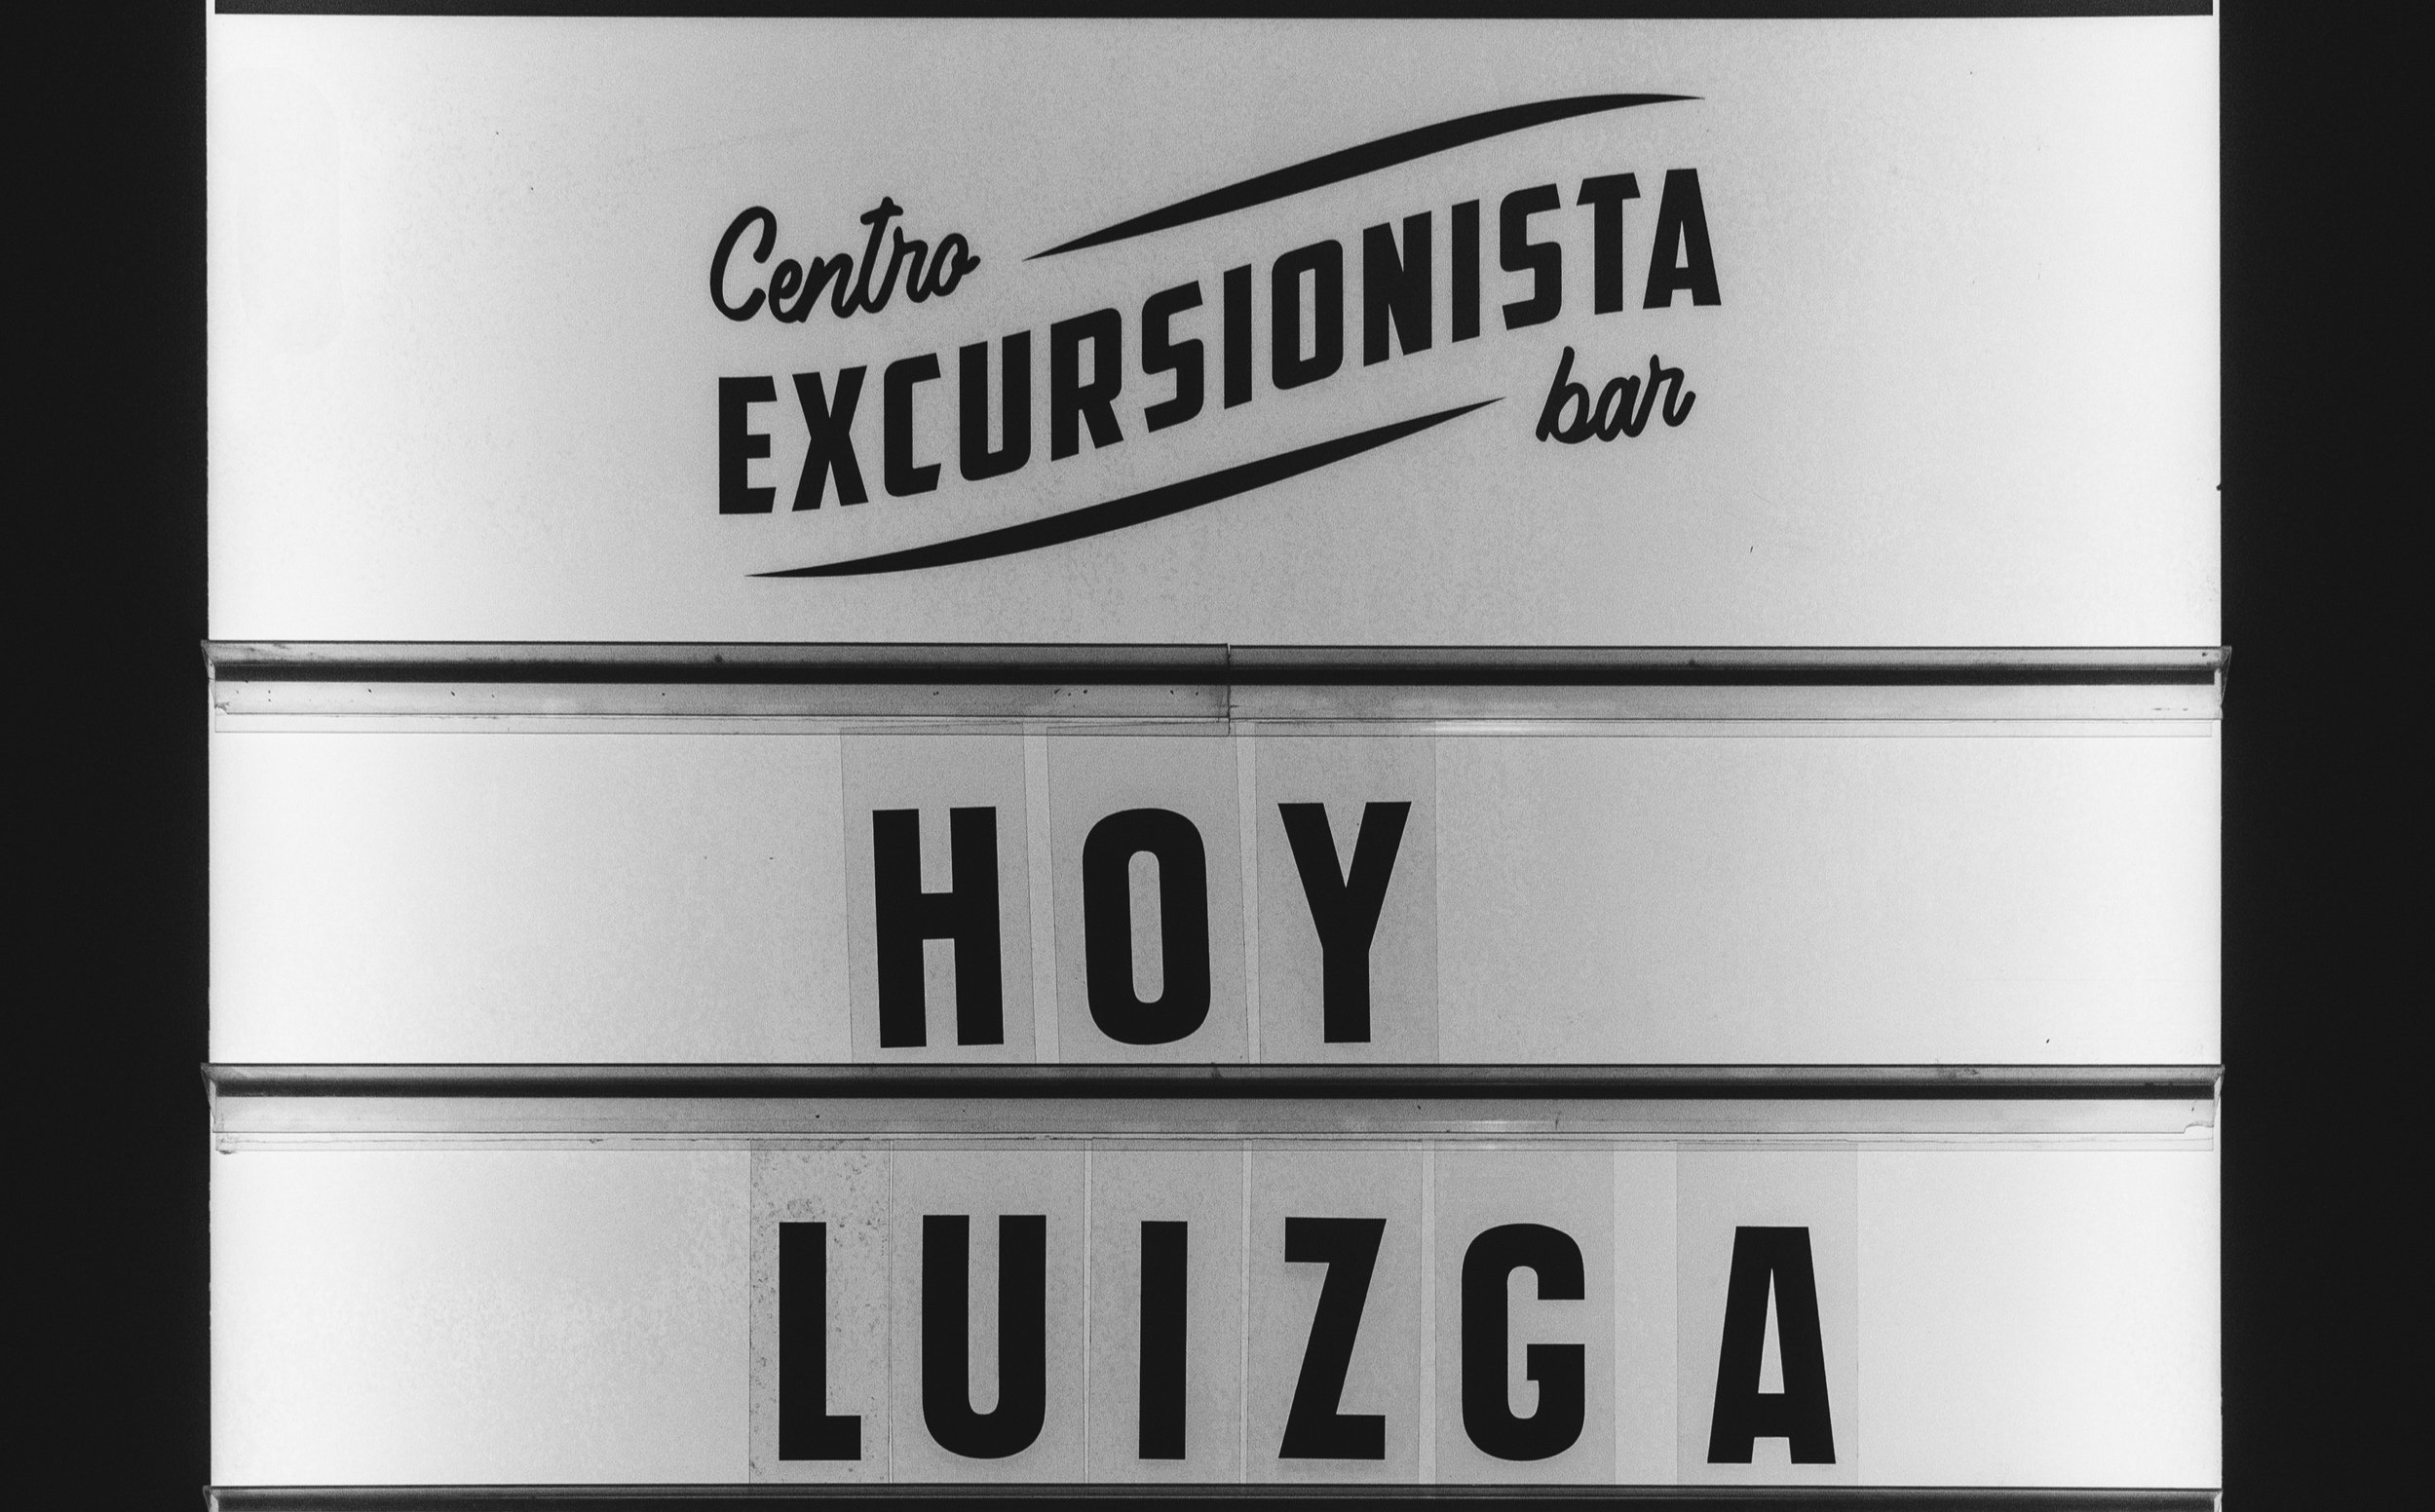 Centro
EXCURSIONISTA
bar
HOY
LUIZGA